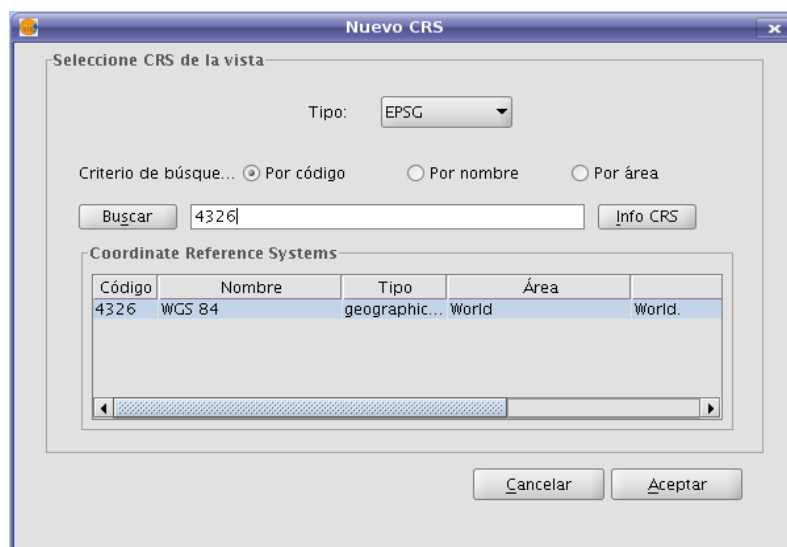 Nuevo CRS
Seleccione CRS de la vista
Tipo: EPSG
Criterio de búsque... Por código Por nombre Por área
Buscar 4326 Info CRS
Coordinate Reference Systems
Código Nombre Tipo Área
4326 WGS 84 geographic... World World.
Cancelar Aceptar